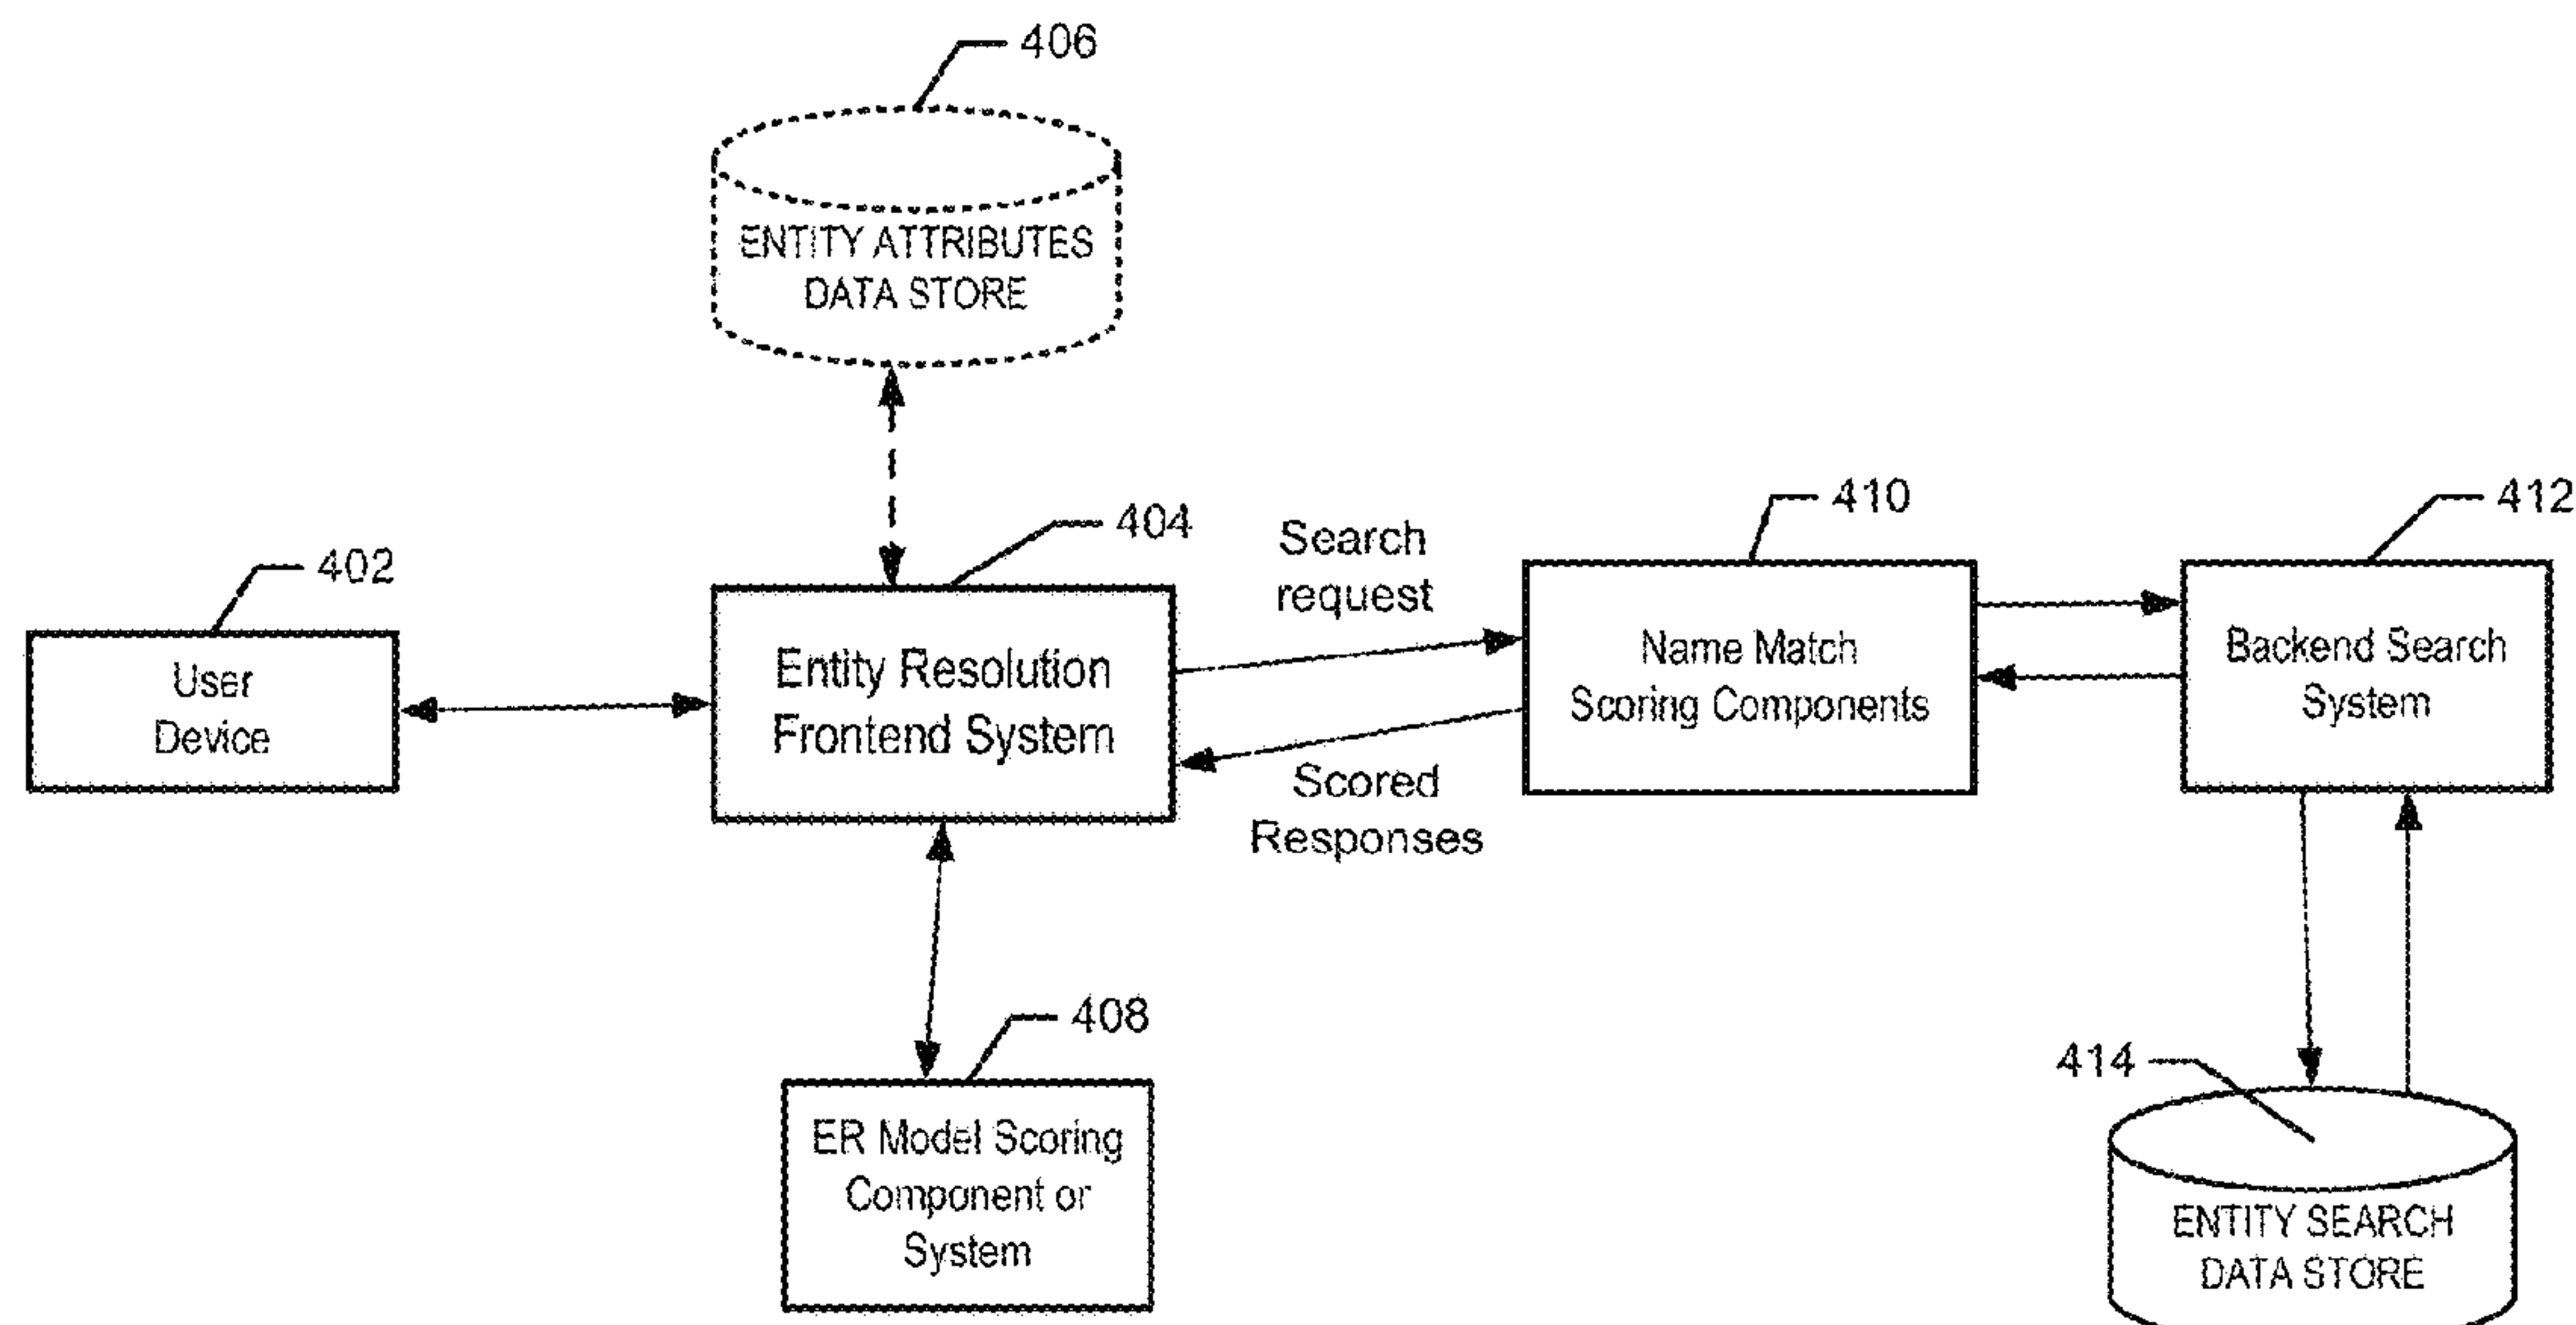 406
ENTITY ATTRIBUTES
DATA STORE
402
User
Device
404
Entity Resolution
Frontend System
Search
request
Scored
Responses
410
Name Match
Scoring Components
412
Backend Search
System
408
ER Model Scoring
Component or
System
414
ENTITY SEARCH
DATA STORE